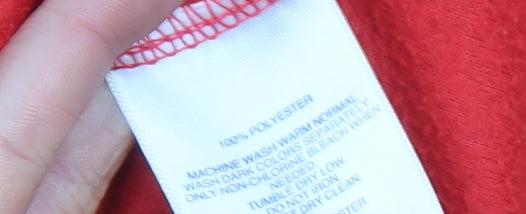 100% POLYESTER
MACHINE WASH WARM NORMAL
WASH DARK COLORS SEPARATELY
ONLY NON-CHLORINE BLEACH WHEN
NEEDED.
TUMBLE DRY LOW.
DO NOT IRON.
DRY CLEAN.